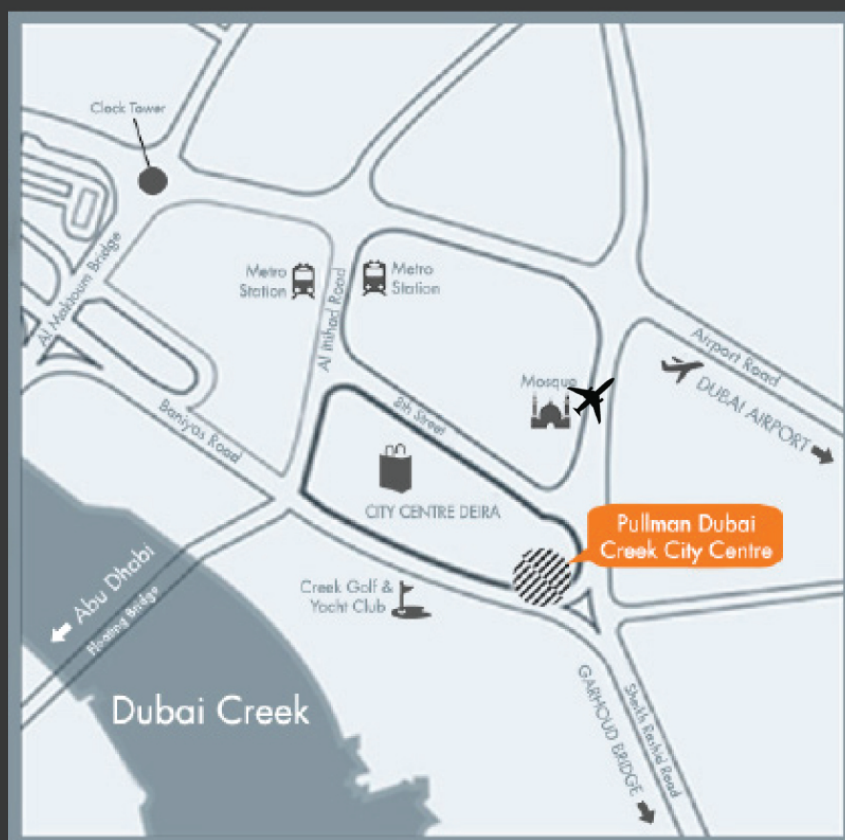 Clock Tower
Al Maktoum Bridge
Metro
Station
Metro
Station
Al Ittihad Road
Airport Road
DUBAI AIRPORT
Mosque
8th Street
Baniyas Road
CITY CENTRE DEIRA
Pullman Dubai
Creek City Centre
Creek Golf &
Yacht Club
Abu Dhabi
Floating Bridge
Dubai Creek
GARHOUD BRIDGE
Sheikh Rashid Road